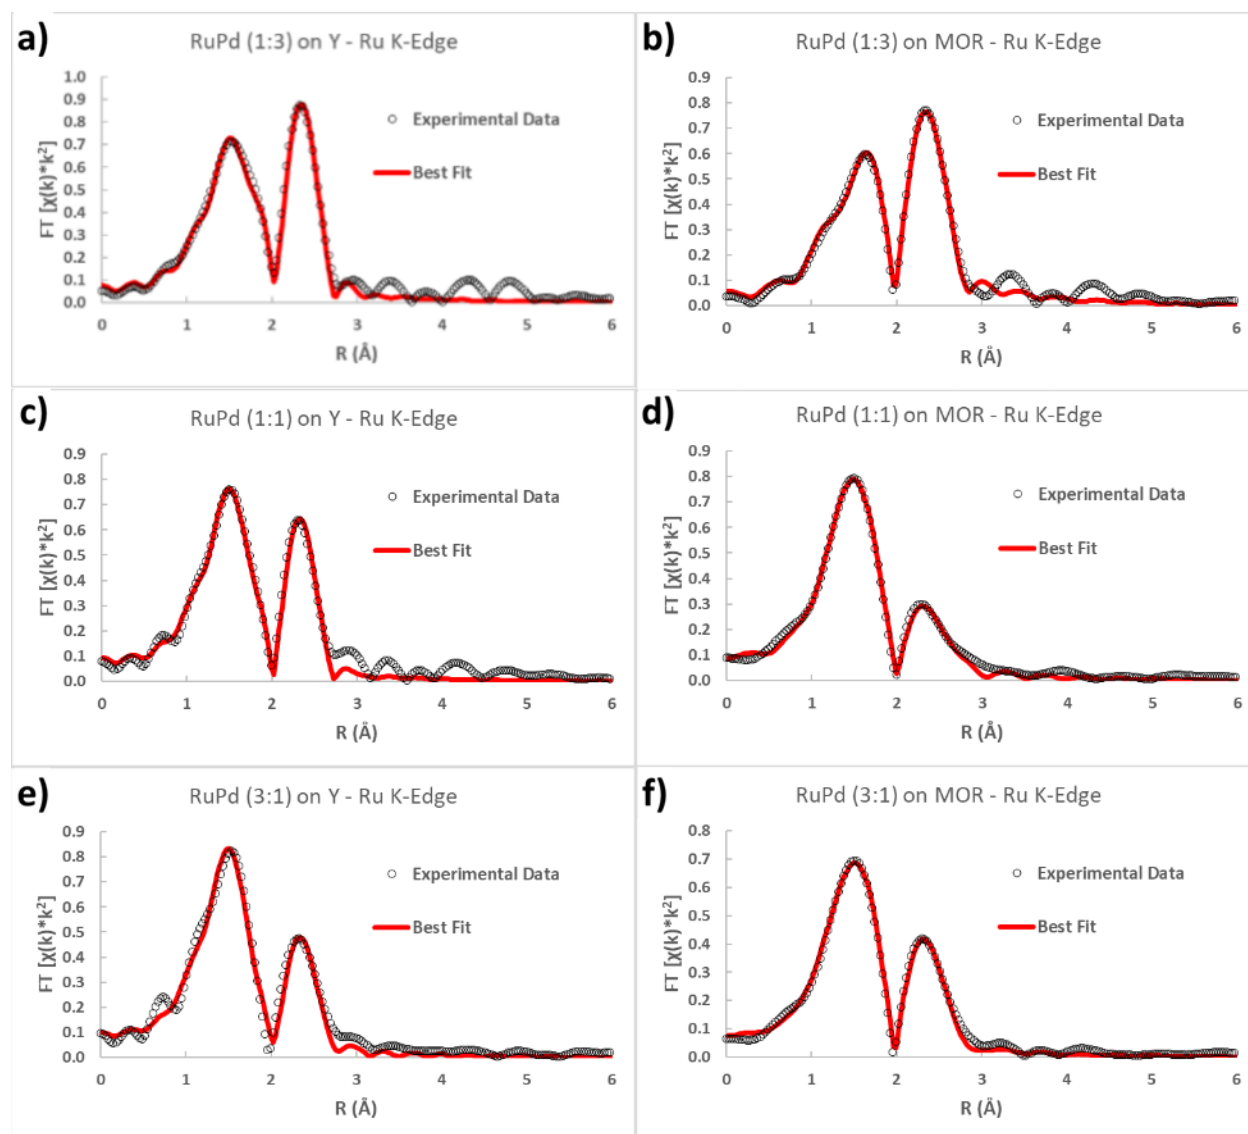 a)
RuPd (1:3) on Y - Ru K-Edge
1.0
0.9
0.8
0.7
0.6
0.5
0.4
0.3
0.2
0.1
0.0
FT [χ(k)*k²]
Experimental Data
Best Fit
0 1 2 3 4 5 6
R (Å)
b)
RuPd (1:3) on MOR - Ru K-Edge
0.9
0.8
0.7
0.6
0.5
0.4
0.3
0.2
0.1
0.0
FT [χ(k)*k²]
Experimental Data
Best Fit
0 1 2 3 4 5 6
R (Å)
c)
RuPd (1:1) on Y - Ru K-Edge
0.9
0.8
0.7
0.6
0.5
0.4
0.3
0.2
0.1
0.0
FT [χ(k)*k²]
Experimental Data
Best Fit
0 1 2 3 4 5 6
R (Å)
d)
RuPd (1:1) on MOR - Ru K-Edge
0.9
0.8
0.7
0.6
0.5
0.4
0.3
0.2
0.1
0.0
FT [χ(k)*k²]
Experimental Data
Best Fit
0 1 2 3 4 5 6
R (Å)
e)
RuPd (3:1) on Y - Ru K-Edge
0.9
0.8
0.7
0.6
0.5
0.4
0.3
0.2
0.1
0.0
FT [χ(k)*k²]
Experimental Data
Best Fit
0 1 2 3 4 5 6
R (Å)
f)
RuPd (3:1) on MOR - Ru K-Edge
0.8
0.7
0.6
0.5
0.4
0.3
0.2
0.1
0.0
FT [χ(k)*k²]
Experimental Data
Best Fit
0 1 2 3 4 5 6
R (Å)